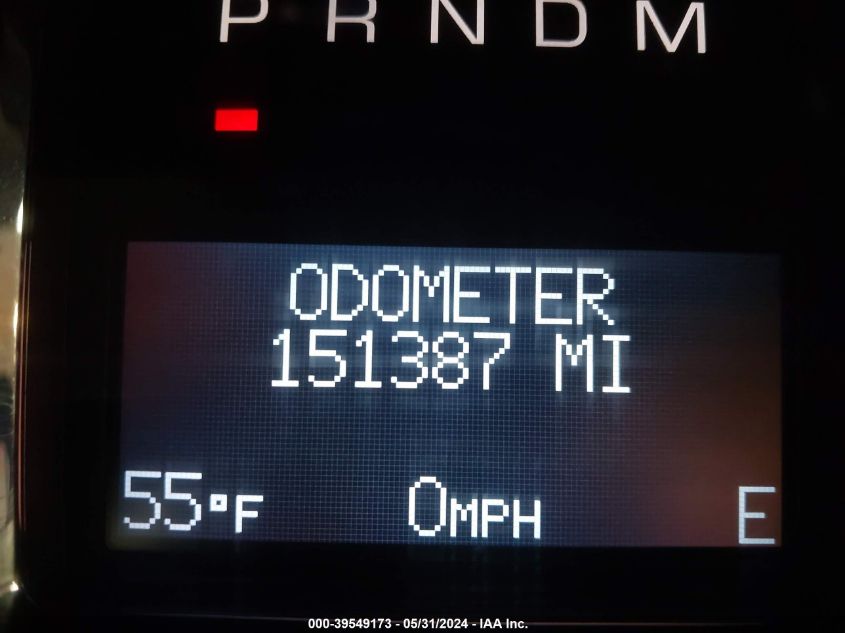 P R N D M
ODOMETER
151387 MI
55°F 0MPH E
000-39549173 - 05/31/2024 - IAA Inc.